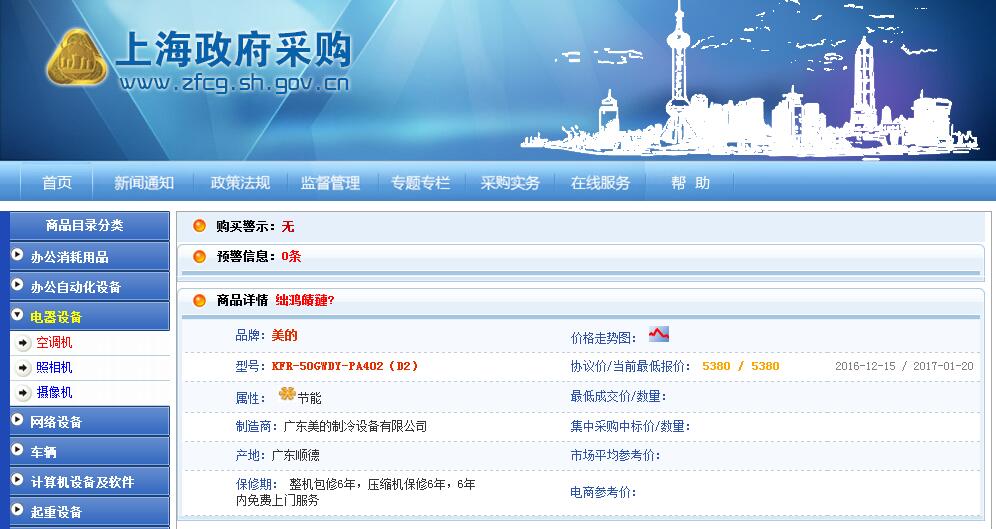 上海政府采购
www.zfcg.sh.gov.cn
首页 新闻通知 政策法规 监督管理 专题专栏 采购实务 在线服务 帮 助
商品目录分类
办公消耗用品
办公自动化设备
电器设备
空调机
照相机
摄像机
网络设备
车辆
计算机设备及软件
起重设备
购买警示：无
预警信息：0条
商品详情
品牌：美的 价格走势图：
型号：KFR-50GWDY-PA402（D2） 协议价/当前最低报价： 5380 / 5380 2016-12-15 / 2017-01-20
属性： 节能 最低成交价/数量：
制造商：广东美的制冷设备有限公司 集中采购中标价/数量：
产地：广东顺德 市场平均参考价：
保修期： 整机包修6年，压缩机保修6年，6年 电商参考价：
内免费上门服务